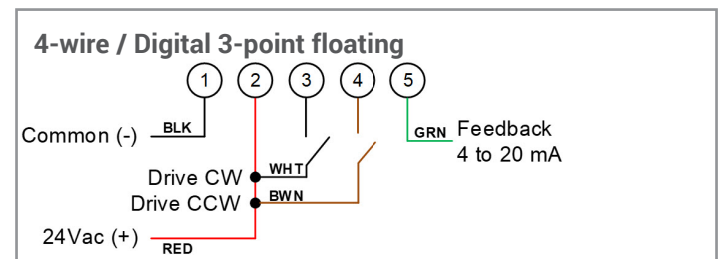 4-wire / Digital 3-point floating
1 2 3 4 5
Common (-) BLK
GRN Feedback
4 to 20 mA
Drive CW WHT
Drive CCW BWN
24Vac (+) RED